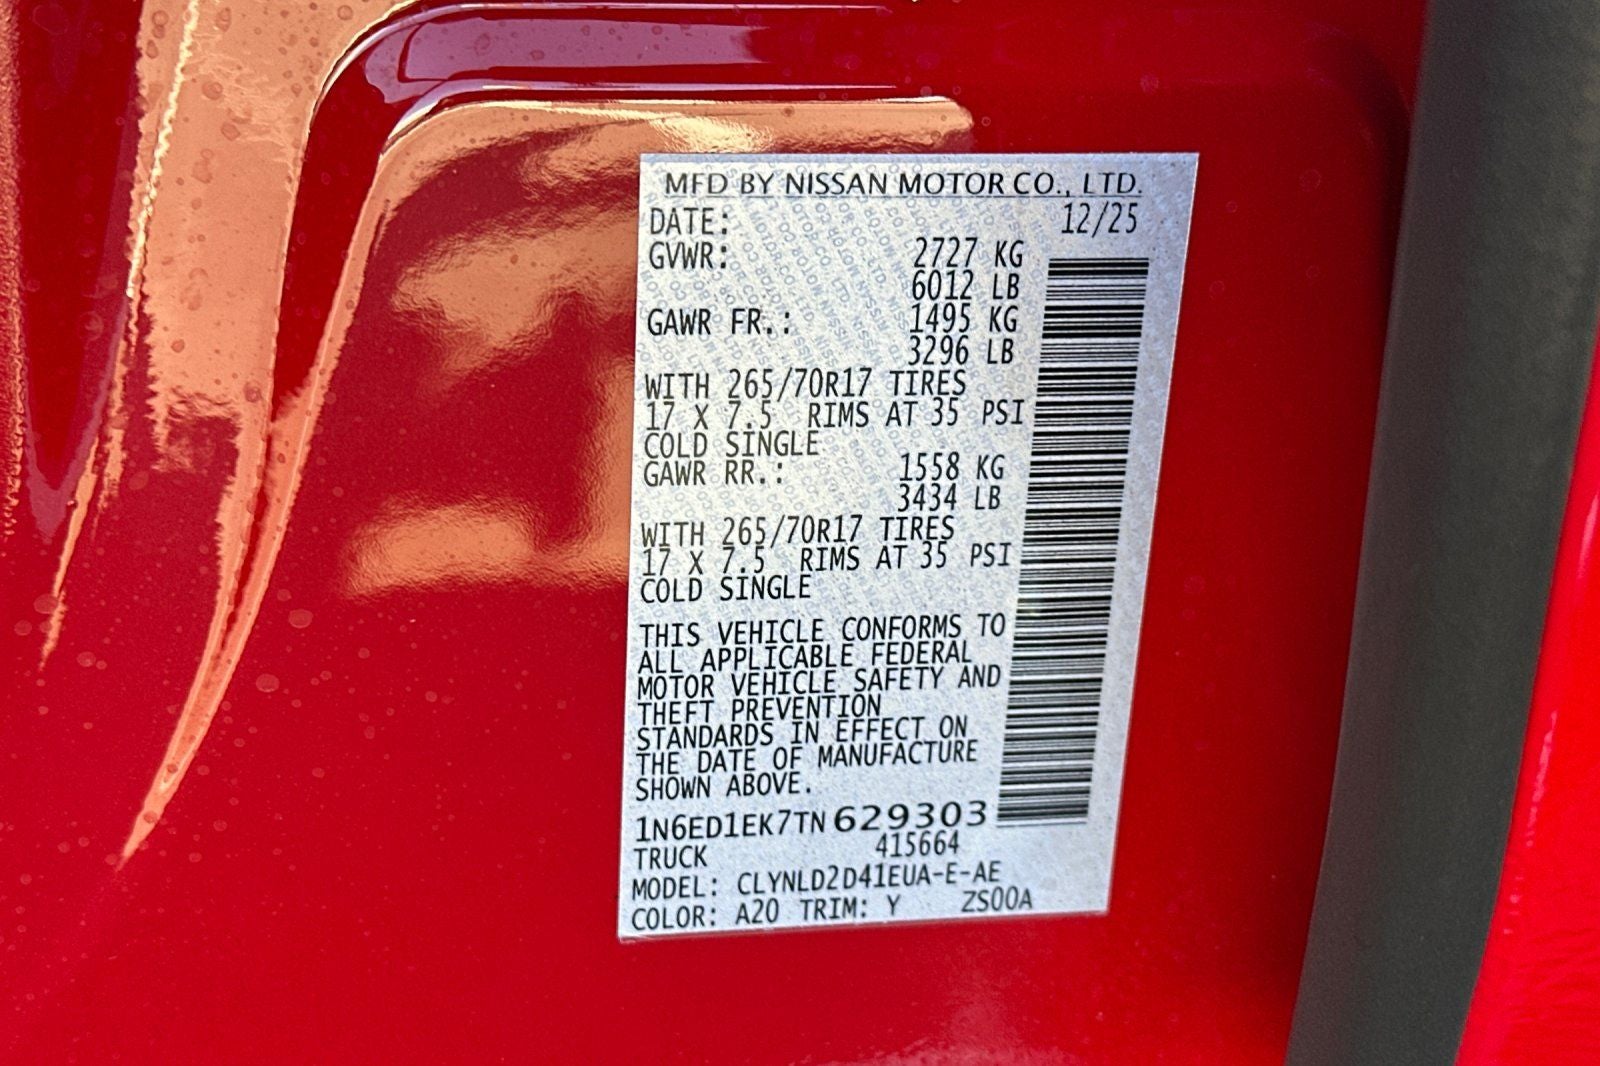 MFD BY NISSAN MOTOR CO., LTD.
DATE: 12/25
GVWR: 2727 KG
6012 LB
GAWR FR.: 1495 KG
3296 LB
WITH 265/70R17 TIRES
17 X 7.5 RIMS AT 35 PSI
COLD SINGLE
GAWR RR.: 1558 KG
3434 LB
WITH 265/70R17 TIRES
17 X 7.5 RIMS AT 35 PSI
COLD SINGLE
THIS VEHICLE CONFORMS TO
ALL APPLICABLE FEDERAL
MOTOR VEHICLE SAFETY AND
THEFT PREVENTION
STANDARDS IN EFFECT ON
THE DATE OF MANUFACTURE
SHOWN ABOVE.
1N6ED1EK7TN629303
TRUCK 415664
MODEL: CLYNLD2D41EUA-E-AE
COLOR: A20 TRIM: Y ZS00A